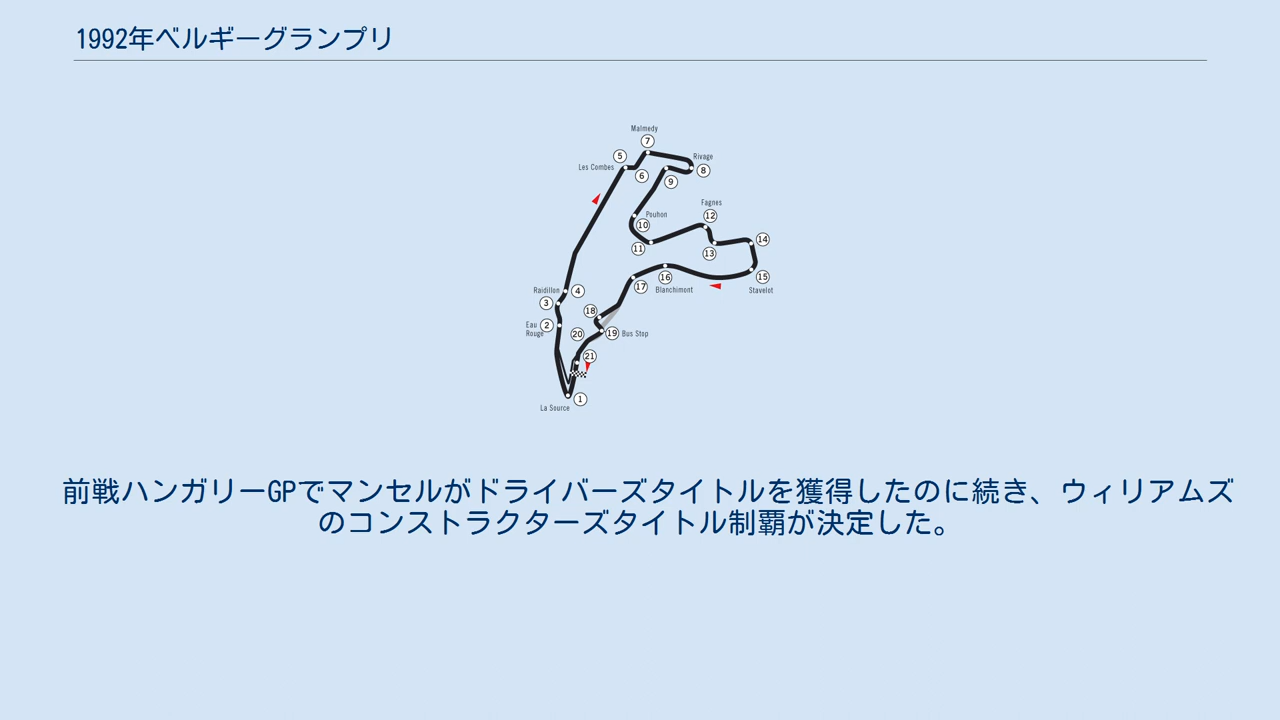 1992年ベルギーグランプリ
Malmedy
7
5
Rivage
Les Combes
6
8
9
Fagnes
12
Pouhon
10
14
11
13
16
15
17
Raidillon
4
Blanchimont
Stavelot
3
18
Eau
Rouge
2
20
19
Bus Stop
21
1
La Source
前戦ハンガリーGPでマンセルがドライバーズタイトルを獲得したのに続き、ウィリアムズ
のコンストラクターズタイトル制覇が決定した。